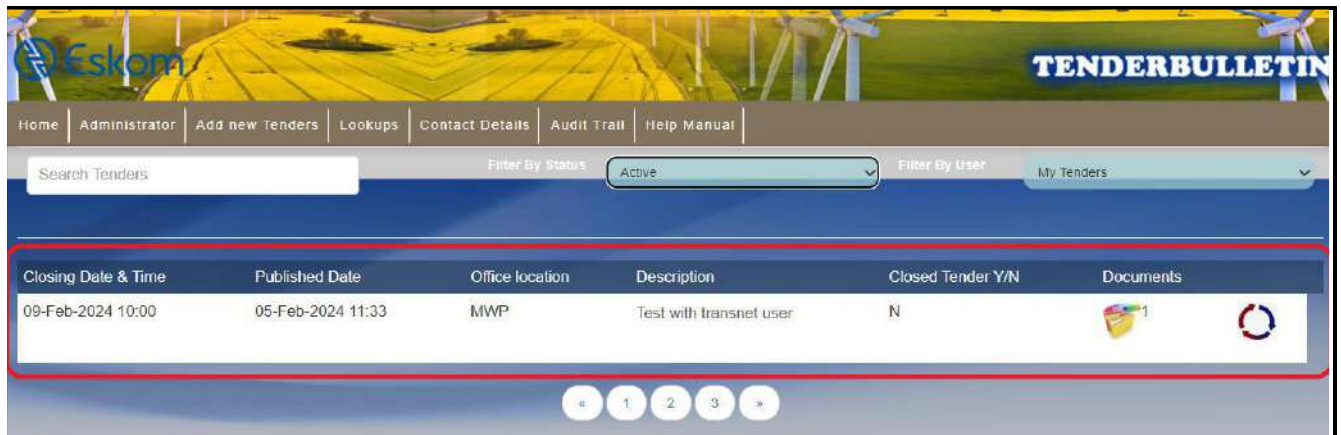 Eskom
TENDERBULLETIN
Home Administrator Add new Tenders Lookups Contact Details Audit Trail Help Manual
Search Tenders Filter By Status Active Filter By User My Tenders
Closing Date & Time Published Date Office location Description Closed Tender Y/N Documents
09-Feb-2024 10:00 05-Feb-2024 11:33 MWP Test with transnet user N 1
« 1 2 3 »